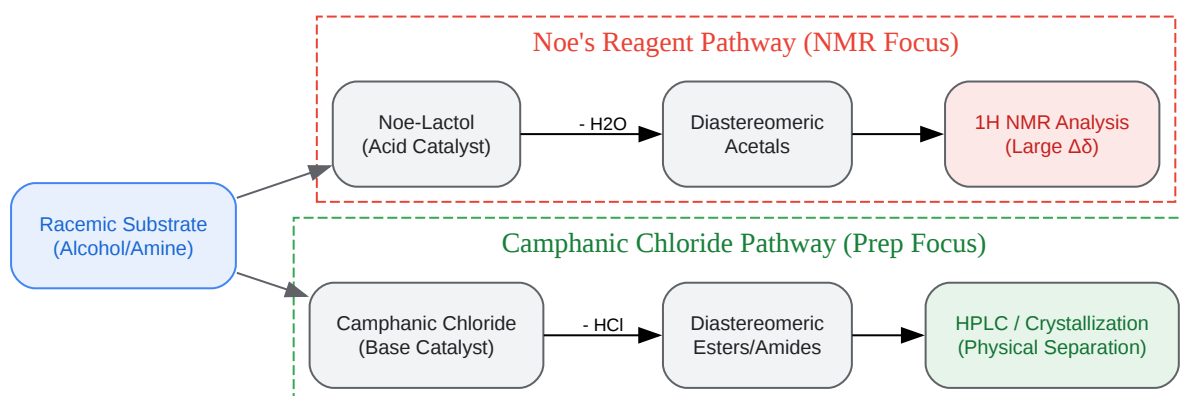 Noe's Reagent Pathway (NMR Focus)
Noe-Lactol
(Acid Catalyst)
- H2O
Diastereomeric
Acetals
1H NMR Analysis
(Large Δδ)
Racemic Substrate
(Alcohol/Amine)
Camphanic Chloride Pathway (Prep Focus)
Camphanic Chloride
(Base Catalyst)
- HCl
Diastereomeric
Esters/Amides
HPLC / Crystallization
(Physical Separation)